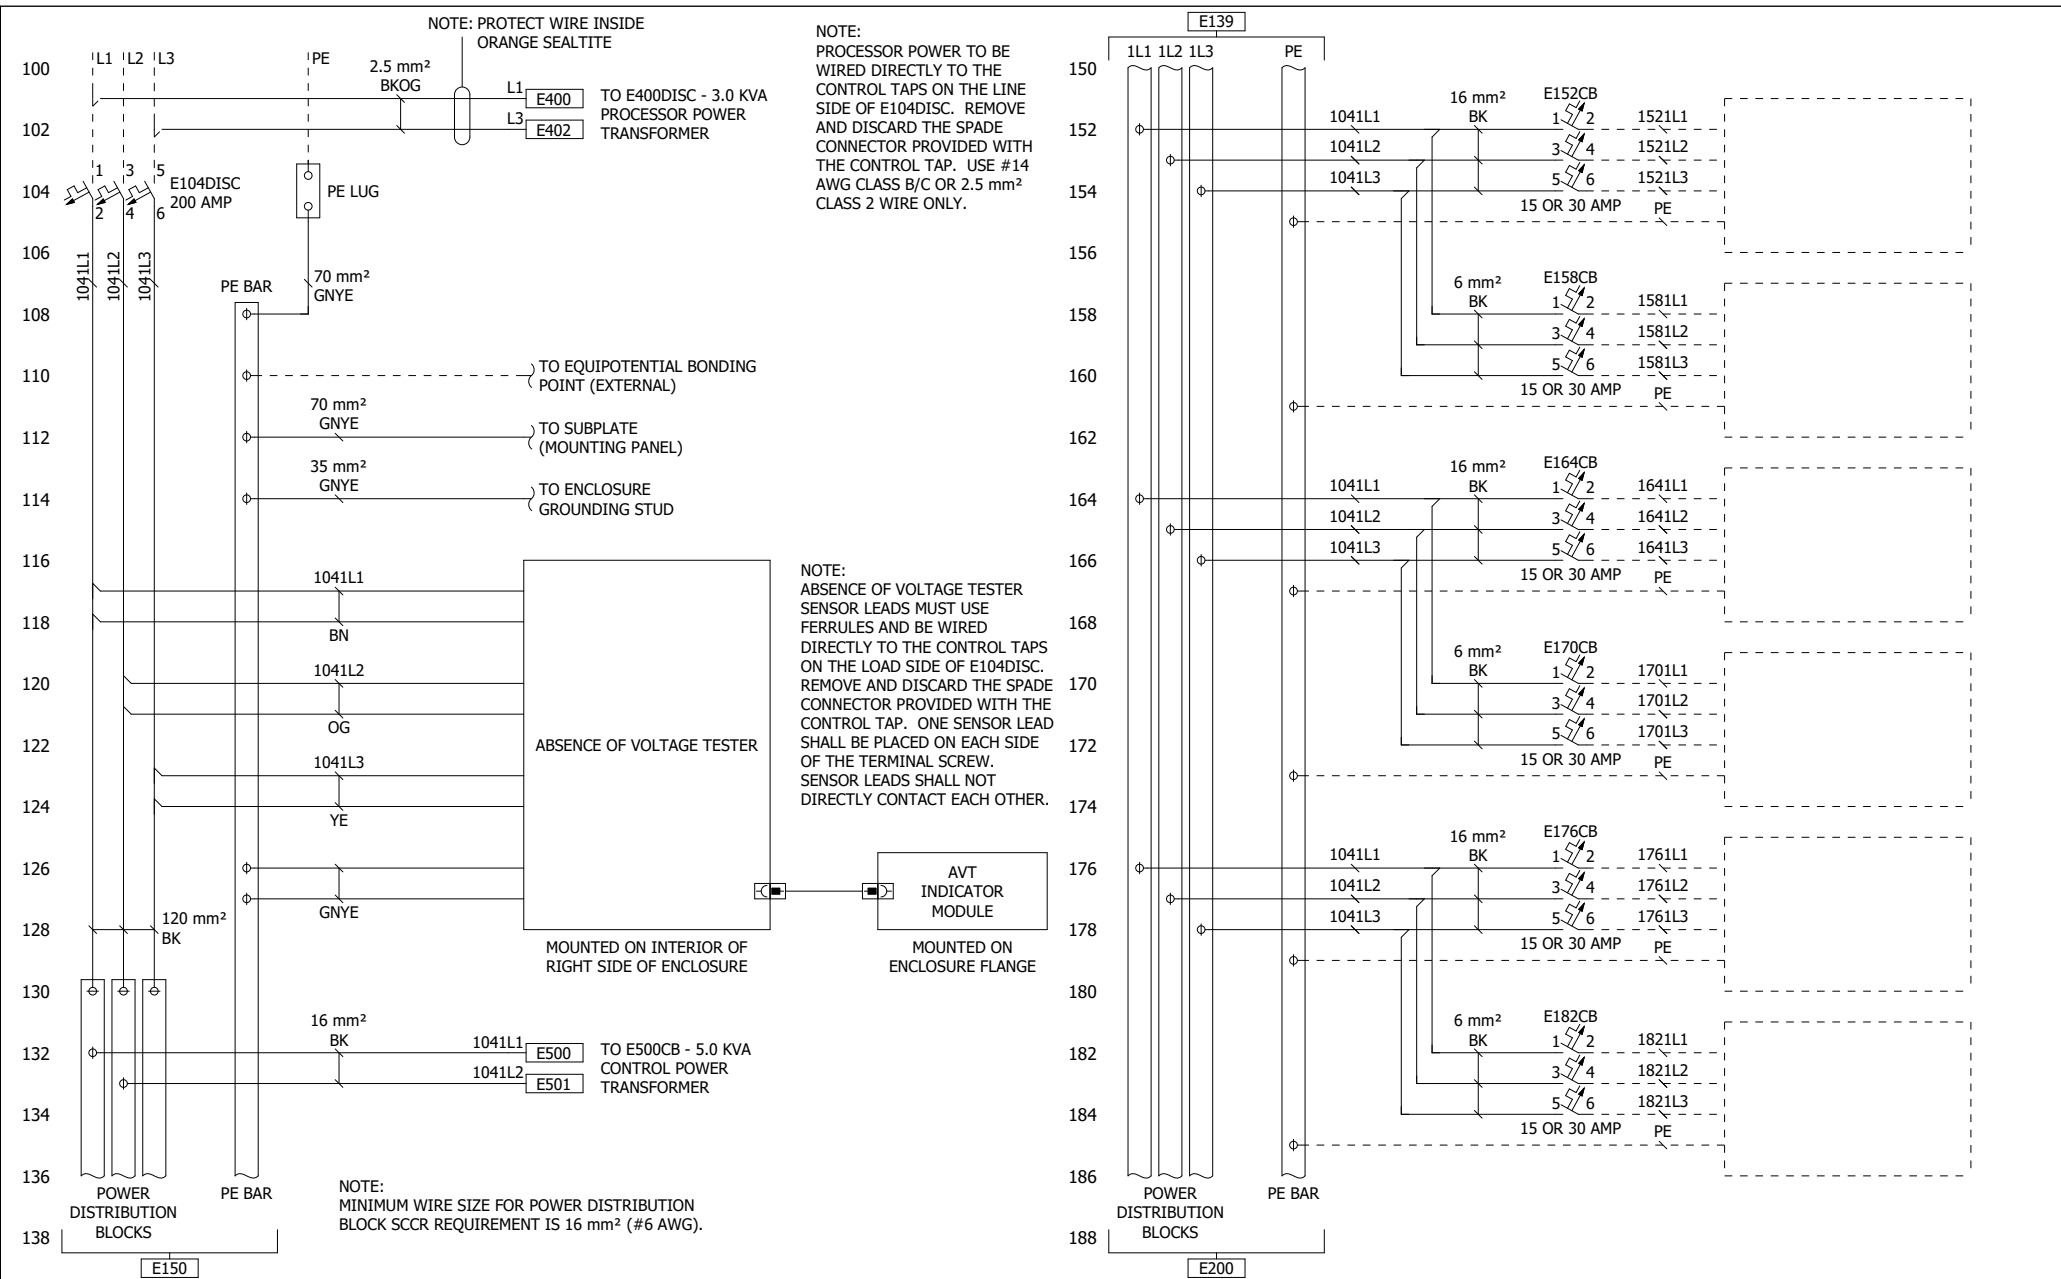 NOTE: PROTECT WIRE INSIDE
ORANGE SEALTITE
L1 L2 L3
PE
100
2.5 mm²
BKOG
L1
E400
L3
E402
TO E400DISC - 3.0 KVA
PROCESSOR POWER
TRANSFORMER
102
1 3 5
104
E104DISC
200 AMP
2 4 6
PE LUG
106
1041L1
1041L2
1041L3
PE BAR
70 mm²
GNYE
108
110
TO EQUIPOTENTIAL BONDING
POINT (EXTERNAL)
70 mm²
GNYE
112
TO SUBPLATE
(MOUNTING PANEL)
35 mm²
GNYE
114
TO ENCLOSURE
GROUNDING STUD
116
1041L1
118
BN
1041L2
120
OG
122
1041L3
ABSENCE OF VOLTAGE TESTER
124
YE
126
GNYE
128
120 mm²
BK
MOUNTED ON INTERIOR OF
RIGHT SIDE OF ENCLOSURE
AVT
INDICATOR
MODULE
MOUNTED ON
ENCLOSURE FLANGE
130
16 mm²
BK
132
1041L1
E500
1041L2
E501
TO E500CB - 5.0 KVA
CONTROL POWER
TRANSFORMER
134
136
POWER
DISTRIBUTION
BLOCKS
PE BAR
138
E150
NOTE:
MINIMUM WIRE SIZE FOR POWER DISTRIBUTION
BLOCK SCCR REQUIREMENT IS 16 mm² (#6 AWG).
NOTE:
PROCESSOR POWER TO BE
WIRED DIRECTLY TO THE
CONTROL TAPS ON THE LINE
SIDE OF E104DISC. REMOVE
AND DISCARD THE SPADE
CONNECTOR PROVIDED WITH
THE CONTROL TAP. USE #14
AWG CLASS B/C OR 2.5 mm²
CLASS 2 WIRE ONLY.
NOTE:
ABSENCE OF VOLTAGE TESTER
SENSOR LEADS MUST USE
FERRULES AND BE WIRED
DIRECTLY TO THE CONTROL TAPS
ON THE LOAD SIDE OF E104DISC.
REMOVE AND DISCARD THE SPADE
CONNECTOR PROVIDED WITH THE
CONTROL TAP. ONE SENSOR LEAD
SHALL BE PLACED ON EACH SIDE
OF THE TERMINAL SCREW.
SENSOR LEADS SHALL NOT
DIRECTLY CONTACT EACH OTHER.
E139
1L1 1L2 1L3 PE
150
16 mm²
BK
E152CB
152
1041L1
1 2
1521L1
1041L2
3 4
1521L2
154
1041L3
5 6
1521L3
15 OR 30 AMP
PE
156
6 mm²
BK
E158CB
158
1 2
1581L1
3 4
1581L2
160
5 6
1581L3
15 OR 30 AMP
PE
162
16 mm²
BK
E164CB
164
1041L1
1 2
1641L1
1041L2
3 4
1641L2
166
1041L3
5 6
1641L3
15 OR 30 AMP
PE
168
6 mm²
BK
E170CB
170
1 2
1701L1
3 4
1701L2
172
5 6
1701L3
15 OR 30 AMP
PE
174
16 mm²
BK
E176CB
176
1041L1
1 2
1761L1
1041L2
3 4
1761L2
178
1041L3
5 6
1761L3
15 OR 30 AMP
PE
180
6 mm²
BK
E182CB
182
1 2
1821L1
3 4
1821L2
184
5 6
1821L3
15 OR 30 AMP
PE
186
POWER
DISTRIBUTION
BLOCKS
PE BAR
188
E200